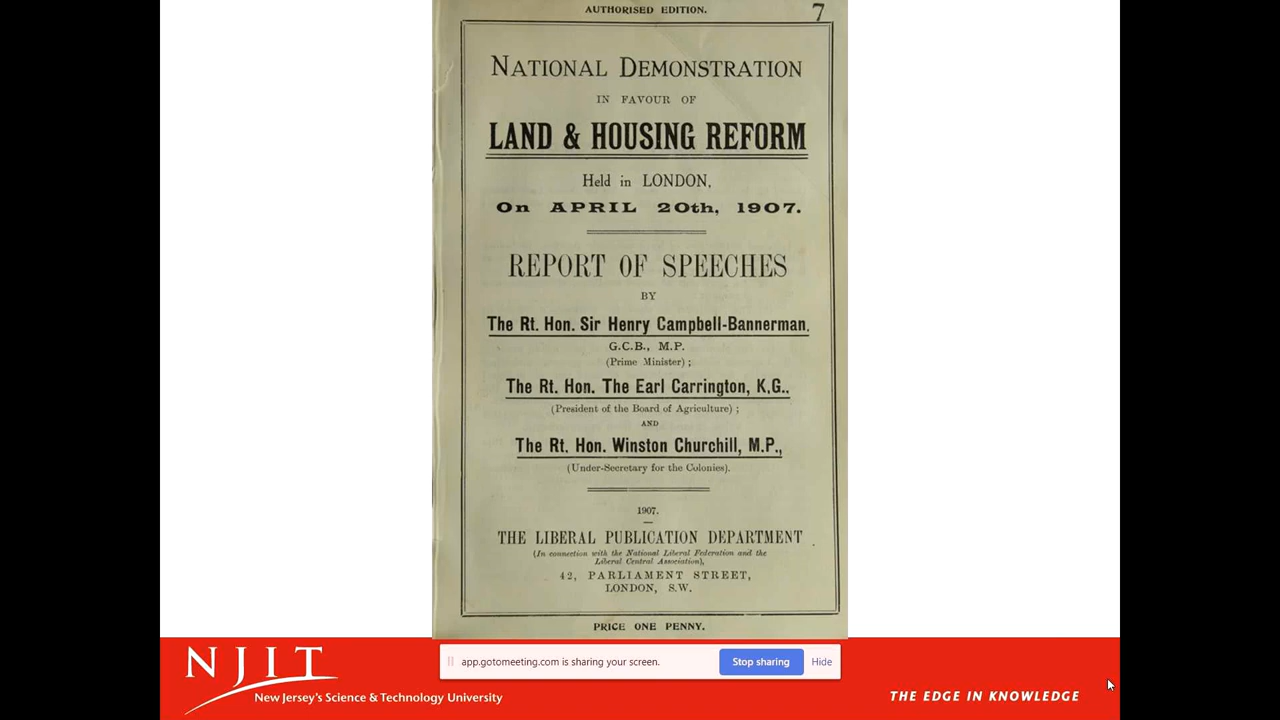 AUTHORISED EDITION.
7
NATIONAL DEMONSTRATION
IN FAVOUR OF
LAND & HOUSING REFORM
Held in LONDON,
On APRIL 20th, 1907.
REPORT OF SPEECHES
BY
The Rt. Hon. Sir Henry Campbell-Bannerman,
G.C.B., M.P.
(Prime Minister) ;
The Rt. Hon. The Earl Carrington, K.G.,
(President of the Board of Agriculture) ;
AND
The Rt. Hon. Winston Churchill, M.P.,
(Under-Secretary for the Colonies).
1907.
THE LIBERAL PUBLICATION DEPARTMENT
(In connection with the National Liberal Federation and the
Liberal Central Association),
42, PARLIAMENT STREET,
LONDON, S.W.
PRICE ONE PENNY.
app.gotomeeting.com is sharing your screen.
Stop sharing
Hide
NJIT
New Jersey's Science & Technology University
THE EDGE IN KNOWLEDGE